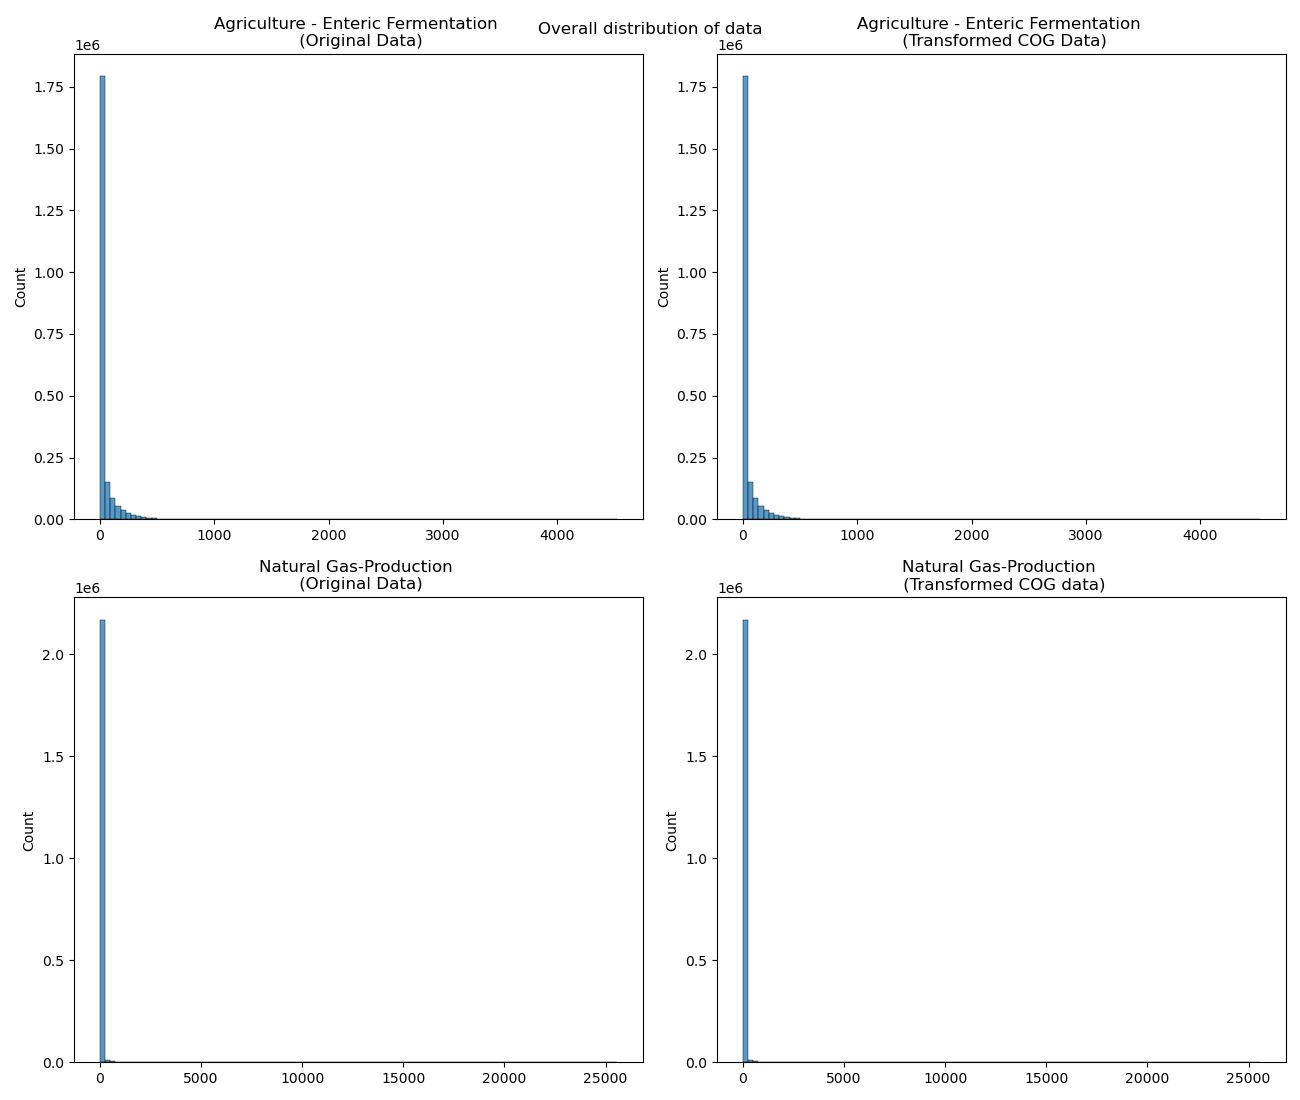 Overall distribution of data
Agriculture - Enteric Fermentation
(Original Data)
1e6
1.75
1.50
1.25
1.00
0.75
0.50
0.25
0.00
Count
0
1000
2000
3000
4000
Agriculture - Enteric Fermentation
(Transformed COG Data)
1e6
1.75
1.50
1.25
1.00
0.75
0.50
0.25
0.00
Count
0
1000
2000
3000
4000
Natural Gas-Production
(Original Data)
1e6
2.0
1.5
1.0
0.5
0.0
Count
0
5000
10000
15000
20000
25000
Natural Gas-Production
(Transformed COG data)
1e6
2.0
1.5
1.0
0.5
0.0
Count
0
5000
10000
15000
20000
25000